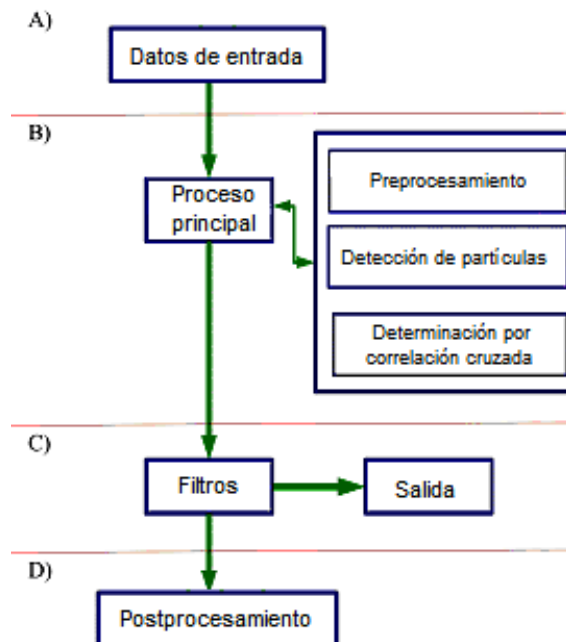 A)
Datos de entrada
B)
Proceso
principal
Preprocesamiento
Detección de partículas
Determinación por
correlación cruzada
C)
Filtros
Salida
D)
Postprocesamiento